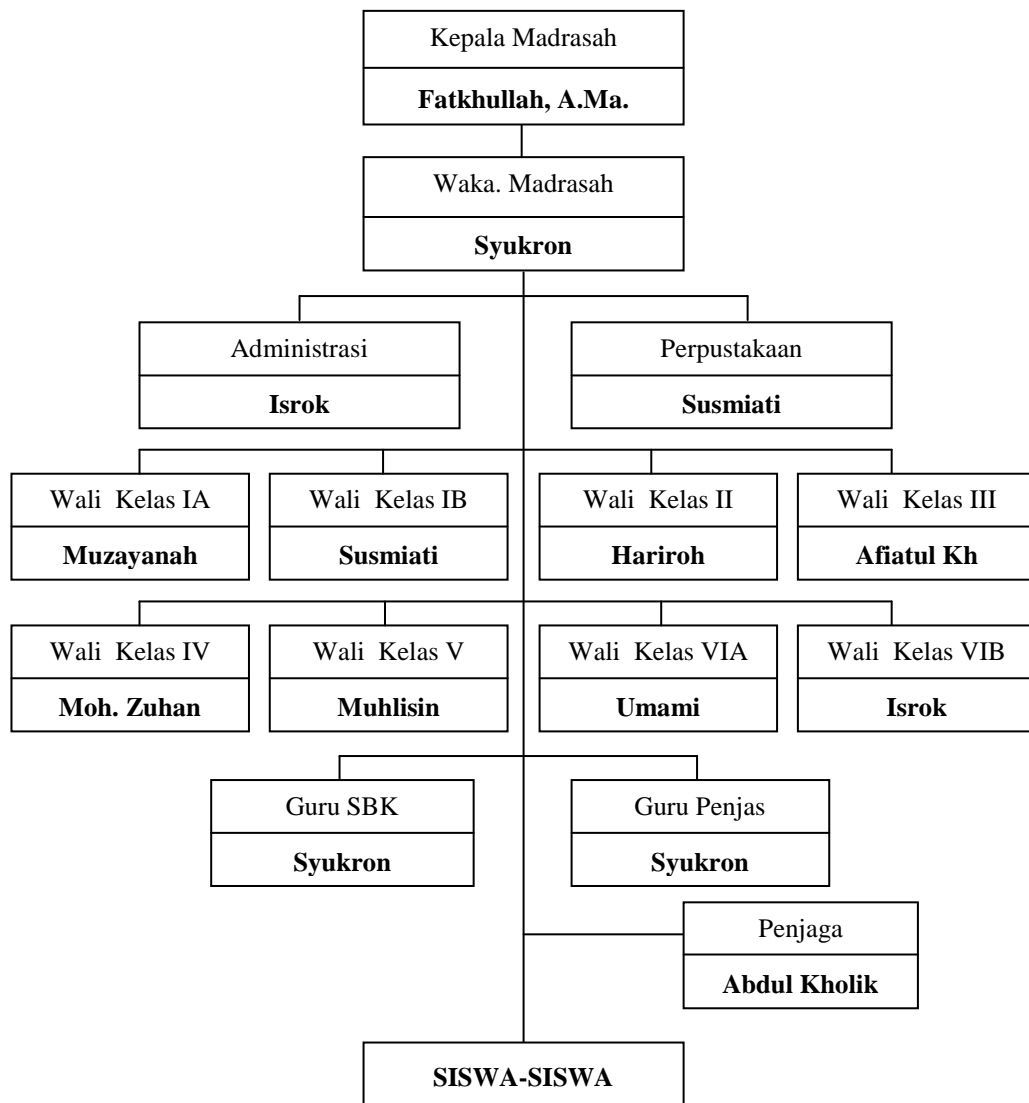 Kepala Madrasah
Fatkhullah, A.Ma.
Waka. Madrasah
Syukron
Administrasi
Isrok
Perpustakaan
Susmiati
Wali  Kelas IA
Muzayanah
Wali  Kelas IB
Susmiati
Wali  Kelas II
Hariroh
Wali  Kelas III
Afiatul Kh
Wali  Kelas IV
Moh. Zuhan
Wali  Kelas V
Muhlisin
Wali  Kelas VIA
Umami
Wali  Kelas VIB
Isrok
Guru SBK
Syukron
Guru Penjas
Syukron
Penjaga
Abdul Kholik
SISWA-SISWA